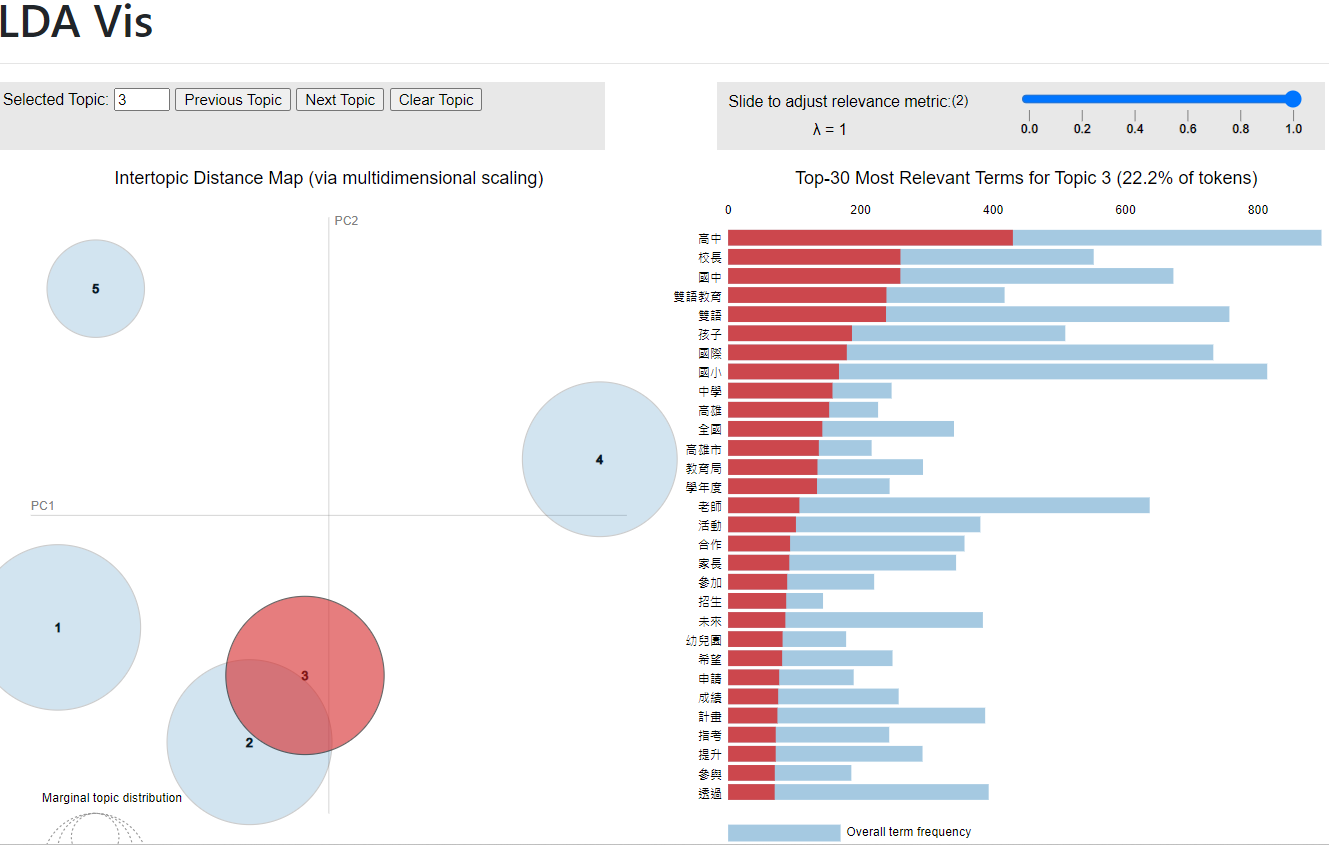 LDA Vis
Selected Topic: 3 Previous Topic Next Topic Clear Topic
Slide to adjust relevance metric:(2)
λ = 1
0.0 0.2 0.4 0.6 0.8 1.0
Intertopic Distance Map (via multidimensional scaling)
PC2
PC1
5
4
1
3
2
Marginal topic distribution
Top-30 Most Relevant Terms for Topic 3 (22.2% of tokens)
0 200 400 600 800
高中
校長
國中
雙語教育
雙語
孩子
國際
國小
中學
高雄
全國
高雄市
教育局
學年度
老師
活動
合作
家長
參加
招生
未來
幼兒園
希望
申請
成績
計畫
指考
提升
參與
透過
Overall term frequency